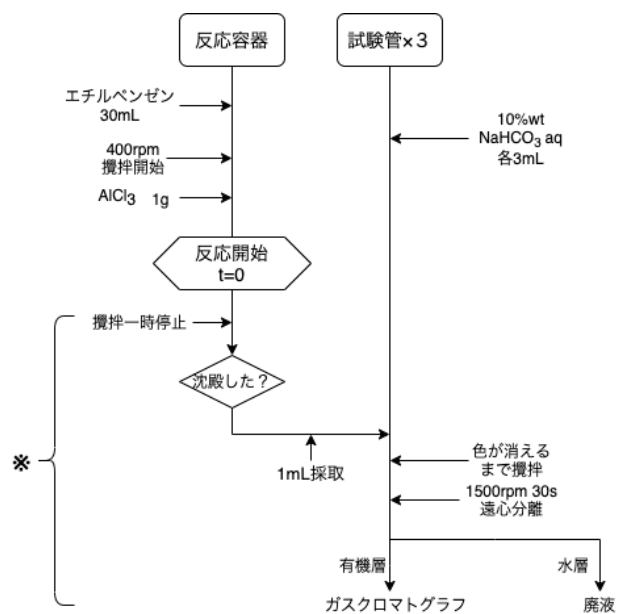 反応容器
試験管×3
エチルベンゼン
30mL
10%wt
NaHCO₃ aq
各3mL
400rpm
攪拌開始
AlCl₃ 1g
反応開始
t=0
攪拌一時停止
沈殿した？
※
1mL採取
色が消える
まで攪拌
1500rpm 30s
遠心分離
有機層
水層
ガスクロマトグラフ
廃液